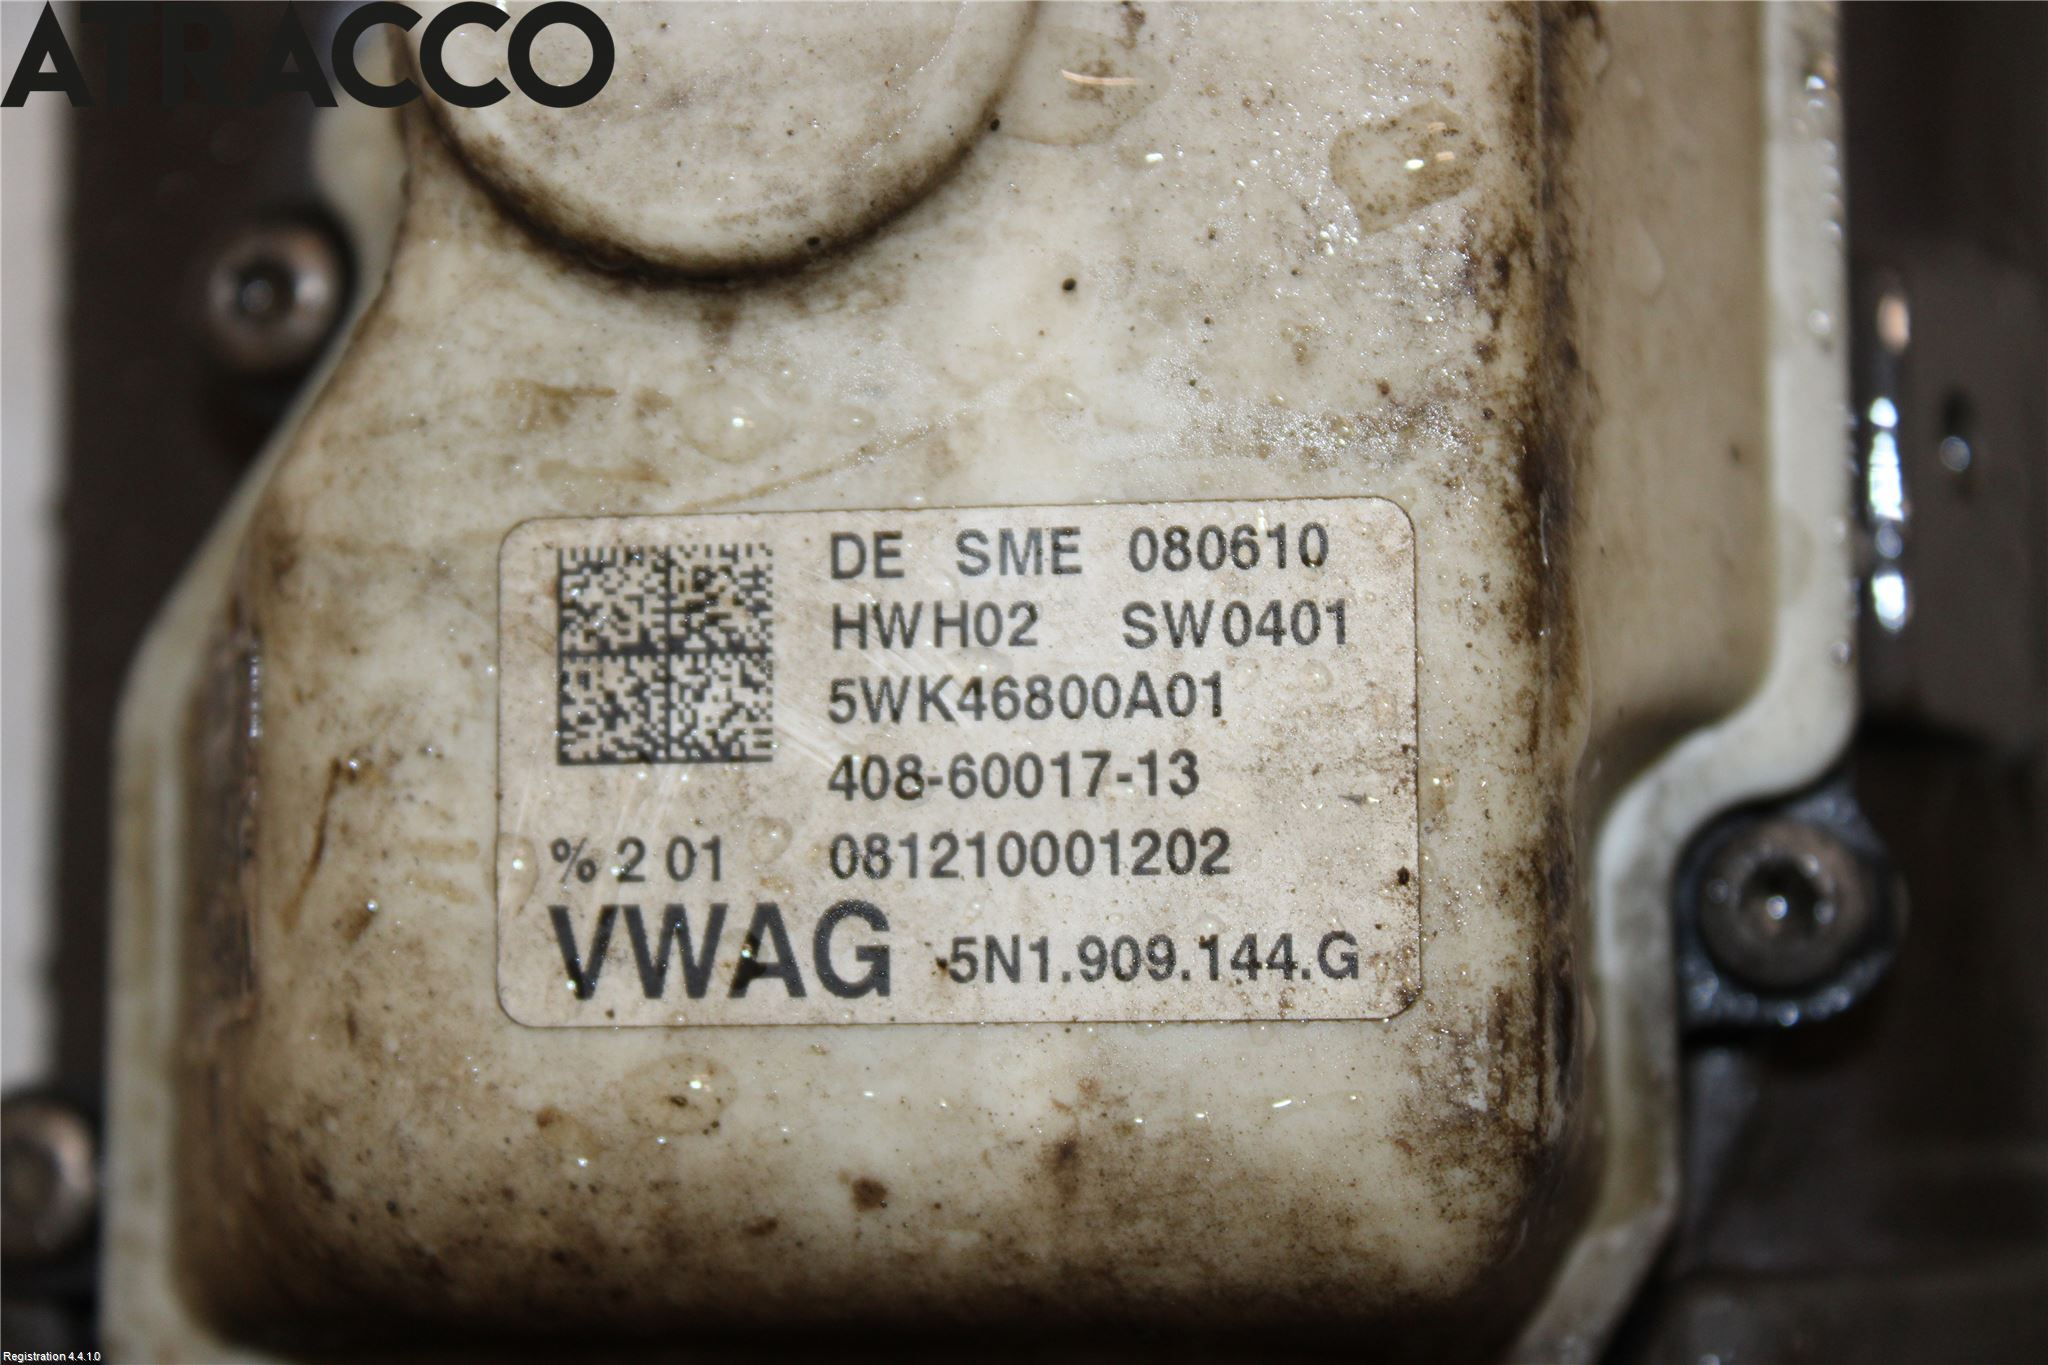 ATRACCO
DE SME 080610
HWH02 SW0401
5WK46800A01
408-60017-13
% 2 01 081210001202
VWAG 5N1.909.144.G
Registration 4.4.1.0